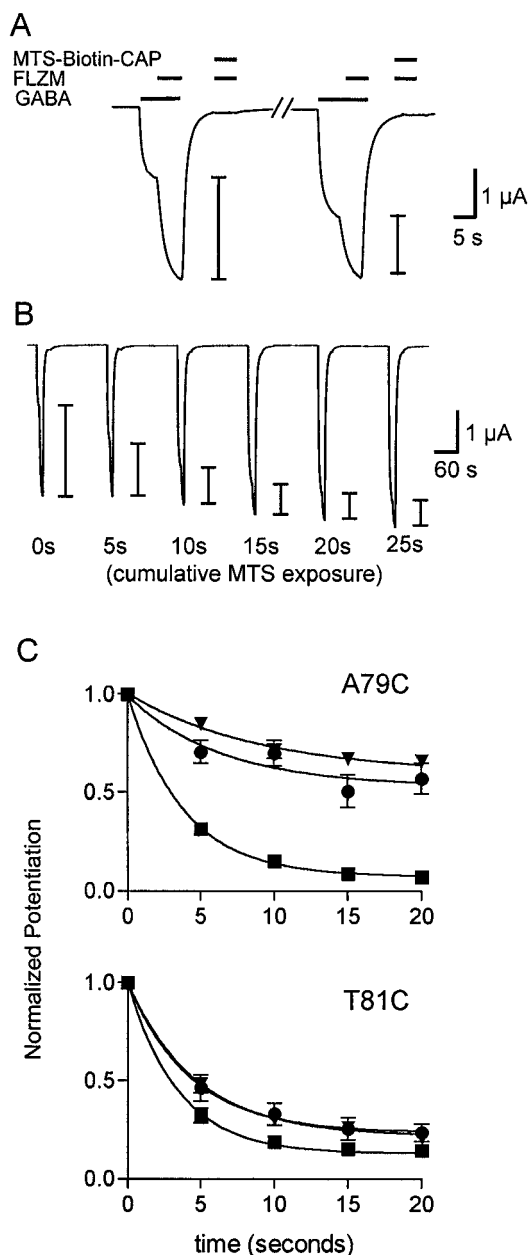 A
MTS-Biotin-CAP
FLZM
GABA
1 µA
5 s
B
1 µA
60 s
0s 5s 10s 15s 20s 25s
(cumulative MTS exposure)
C
A79C
1.0
0.5
0.0
0 5 10 15 20
Normalized Potentiation
T81C
1.0
0.5
0.0
0 5 10 15 20
time (seconds)